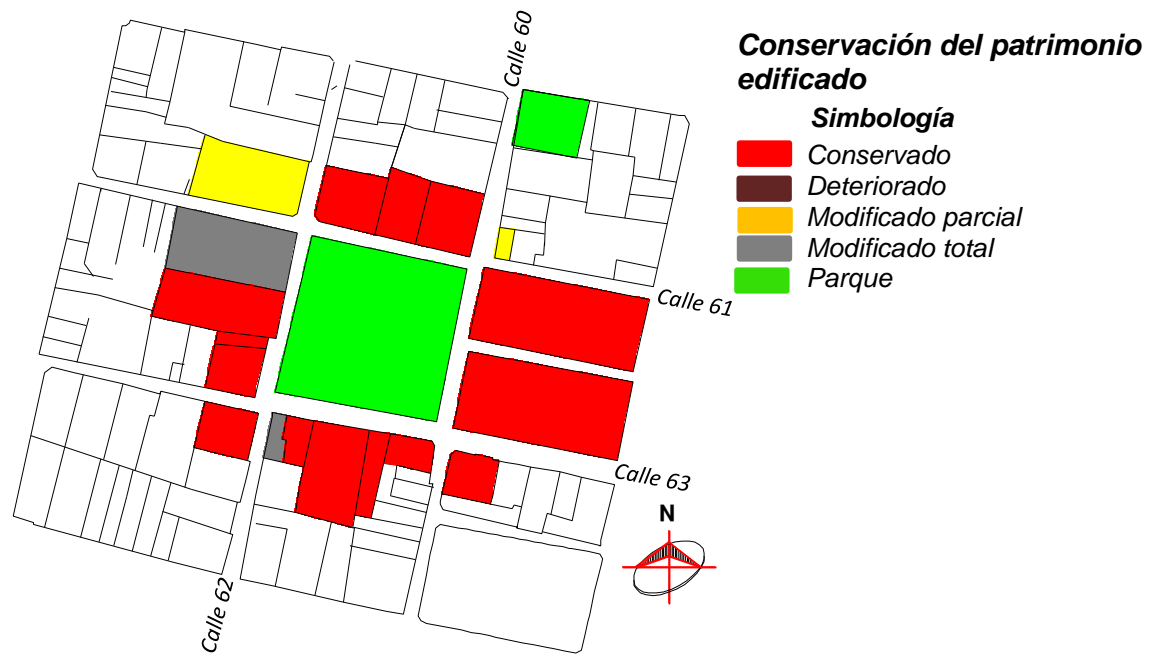 Calle 60
Conservación del patrimonio
edificado
Simbología
Conservado
Deteriorado
Modificado parcial
Modificado total
Parque
Calle 61
Calle 63
N
Calle 62